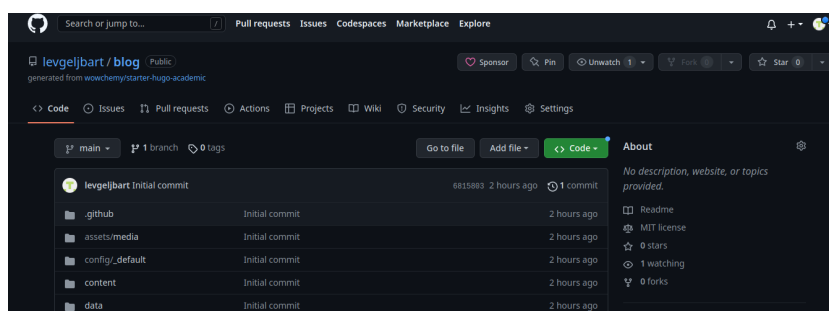 Search or jump to... / Pull requests Issues Codespaces Marketplace Explore
levgeljbart / blog Public Sponsor Pin Unwatch 1 Fork 0 Star 0
generated from wowchemy/starter-hugo-academic
Code Issues Pull requests Actions Projects Wiki Security Insights Settings
main 1 branch 0 tags Go to file Add file Code
levgeljbart Initial commit 6815803 2 hours ago 1 commit
.github Initial commit 2 hours ago
assets/media Initial commit 2 hours ago
config/_default Initial commit 2 hours ago
content Initial commit 2 hours ago
data Initial commit 2 hours ago
About
No description, website, or topics
provided.
Readme
MIT license
0 stars
1 watching
0 forks